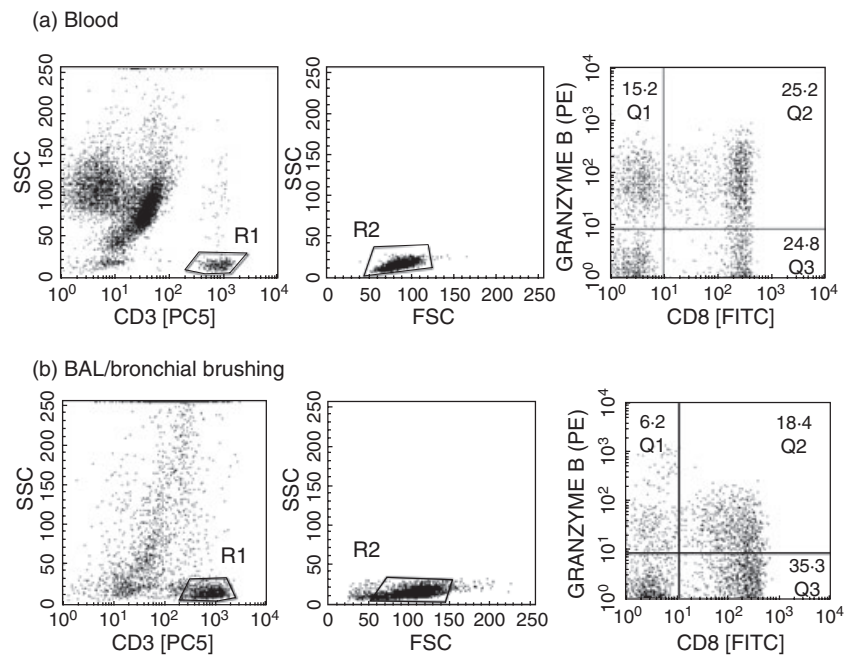 (a) Blood
SSC
250
200
150
100
50
0
R1
10⁰ 10¹ 10² 10³ 10⁴
CD3 [PC5]
SSC
250
200
150
100
50
0
R2
50 100 150 200 250
FSC
GRANZYME B (PE)
10⁴
10³
10²
10¹
10⁰
15·2
Q1
25·2
Q2
24·8
Q3
10⁰ 10¹ 10² 10³ 10⁴
CD8 [FITC]
(b) BAL/bronchial brushing
SSC
250
200
150
100
50
0
R1
10⁰ 10¹ 10² 10³ 10⁴
CD3 [PC5]
SSC
250
200
150
100
50
0
R2
0 50 100 150 200 250
FSC
GRANZYME B (PE)
10⁴
10³
10²
10¹
10⁰
6·2
Q1
18·4
Q2
35·3
Q3
10⁰ 10¹ 10² 10³ 10⁴
CD8 [FITC]